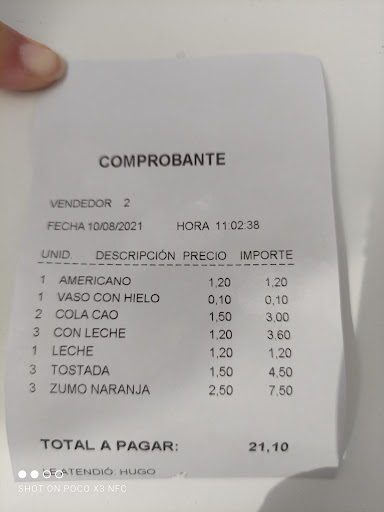 COMPROBANTE
VENDEDOR 2
FECHA 10/08/2021 HORA 11:02:38
UNID. DESCRIPCIÓN PRECIO IMPORTE
1 AMERICANO 1,20 1,20
1 VASO CON HIELO 0,10 0,10
2 COLA CAO 1,50 3,00
3 CON LECHE 1,20 3,60
1 LECHE 1,20 1,20
3 TOSTADA 1,50 4,50
3 ZUMO NARANJA 2,50 7,50
TOTAL A PAGAR: 21,10
LE ATENDIÓ: HUGO
SHOT ON POCO X3 NFC